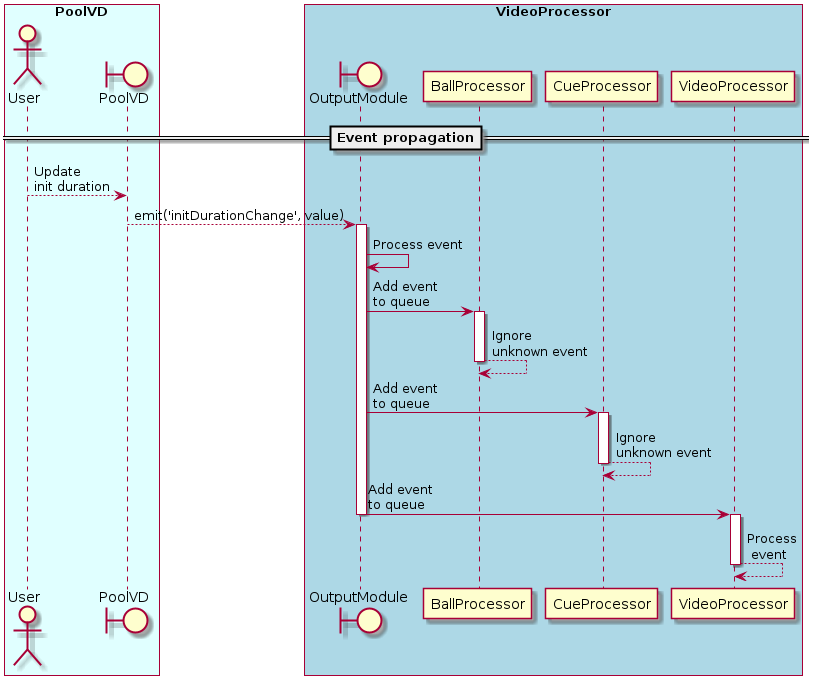 PoolVD
VideoProcessor
User
PoolVD
OutputModule
BallProcessor
CueProcessor
VideoProcessor
Event propagation
Update
init duration
emit('initDurationChange', value)
Process event
Add event
to queue
Ignore
unknown event
Add event
to queue
Ignore
unknown event
Add event
to queue
Process
event
User
PoolVD
OutputModule
BallProcessor
CueProcessor
VideoProcessor